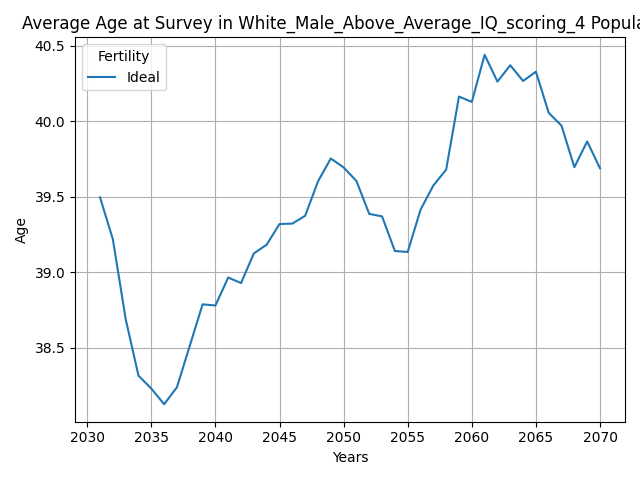 Average Age at Survey in White_Male_Above_Average_IQ_scoring_4 Popula
40.5
40.0
39.5
39.0
38.5
Age
Fertility
Ideal
2030 2035 2040 2045 2050 2055 2060 2065 2070
Years